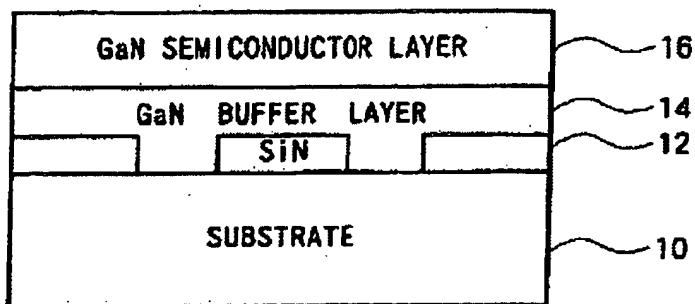 GaN SEMICONDUCTOR LAYER
16
GaN BUFFER LAYER
14
SiN
12
SUBSTRATE
10